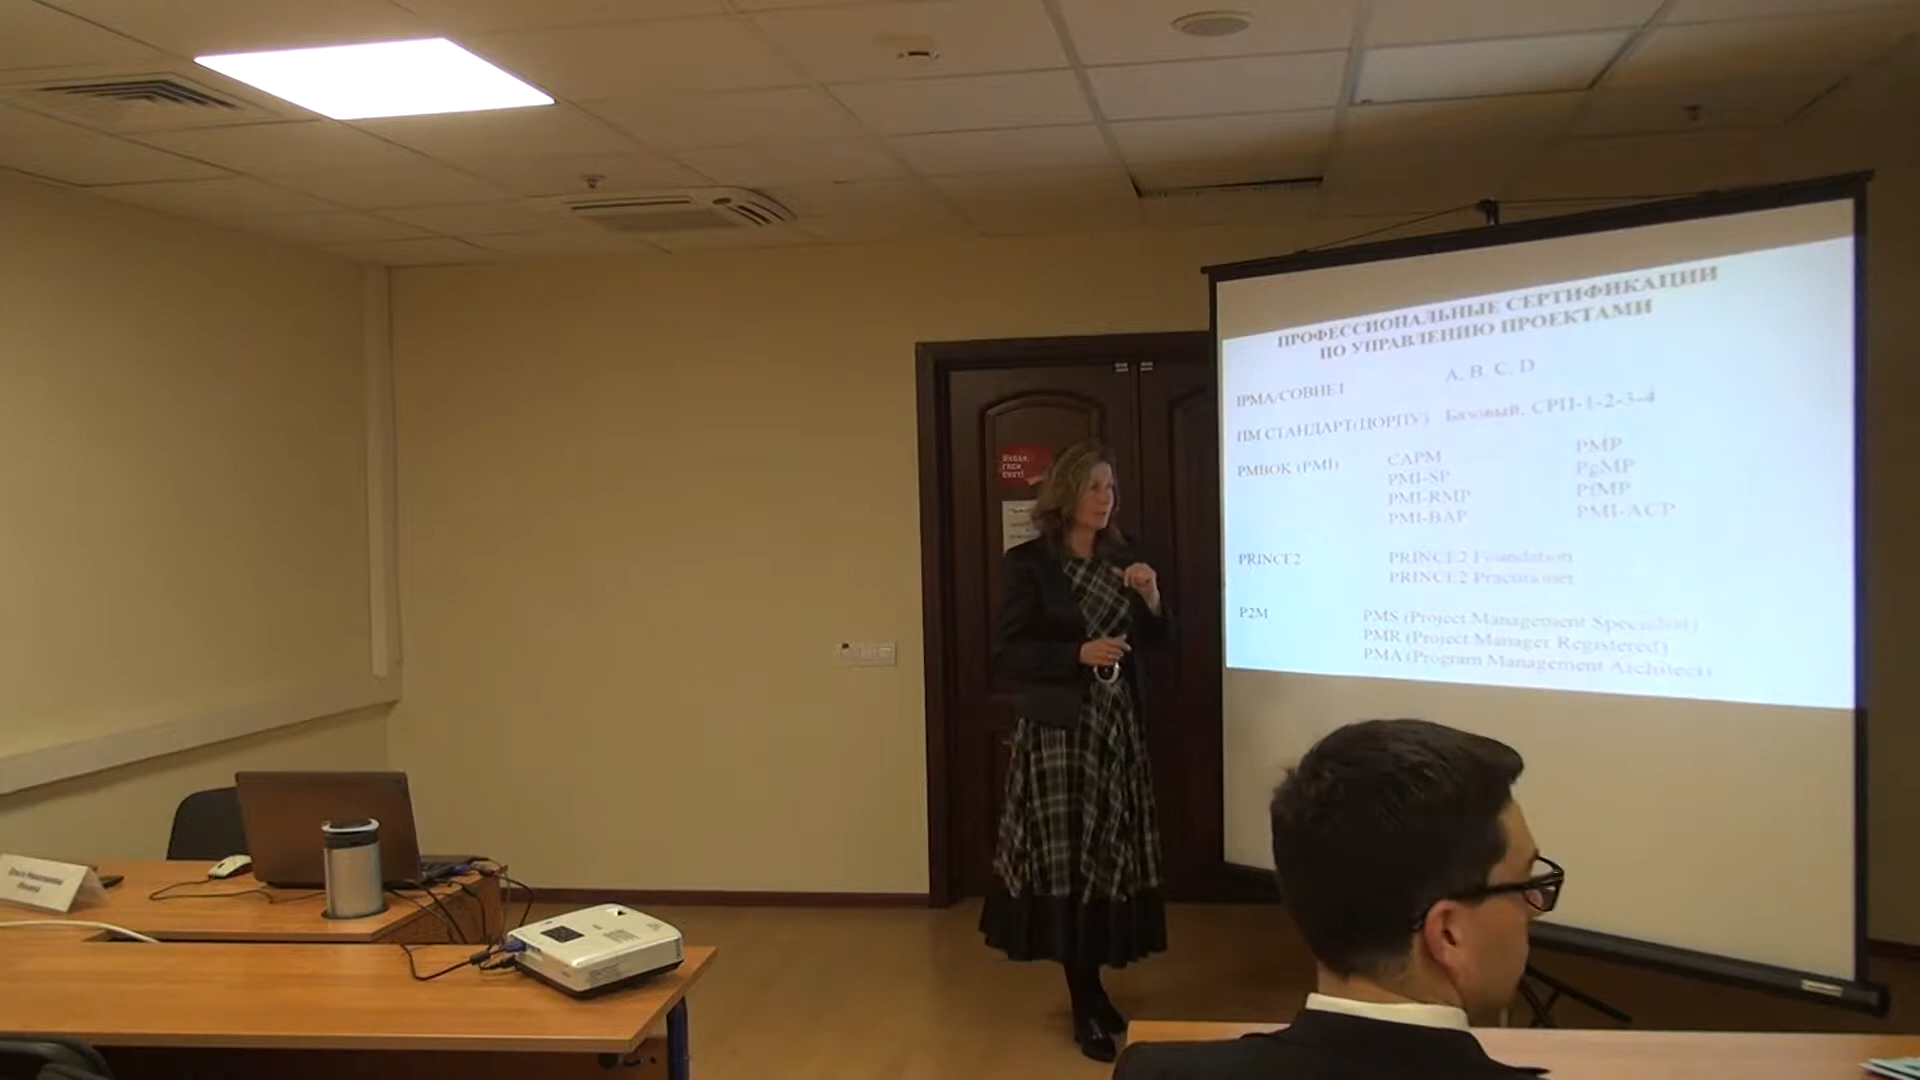 ПРОФЕССИОНАЛЬНЫЕ СЕРТИФИКАЦИИ
ПО УПРАВЛЕНИЮ ПРОЕКТАМИ
IPMA/СОВНЕТ A, B, C, D
ПМ СТАНДАРТ(ЦОРПУ) Базовый, СРП-1-2-3-4
PMBOK (PMI) CAPM PMP
PMI-SP PgMP
PMI-RMP PfMP
PMI-BAP PMI-ACP
PRINCE2 PRINCE2 Foundation
PRINCE2 Practitioner
P2M PMS (Project Management Specialist)
PMR (Project Manager Registered)
PMA (Program Management Architect)
Ольга Николаевна